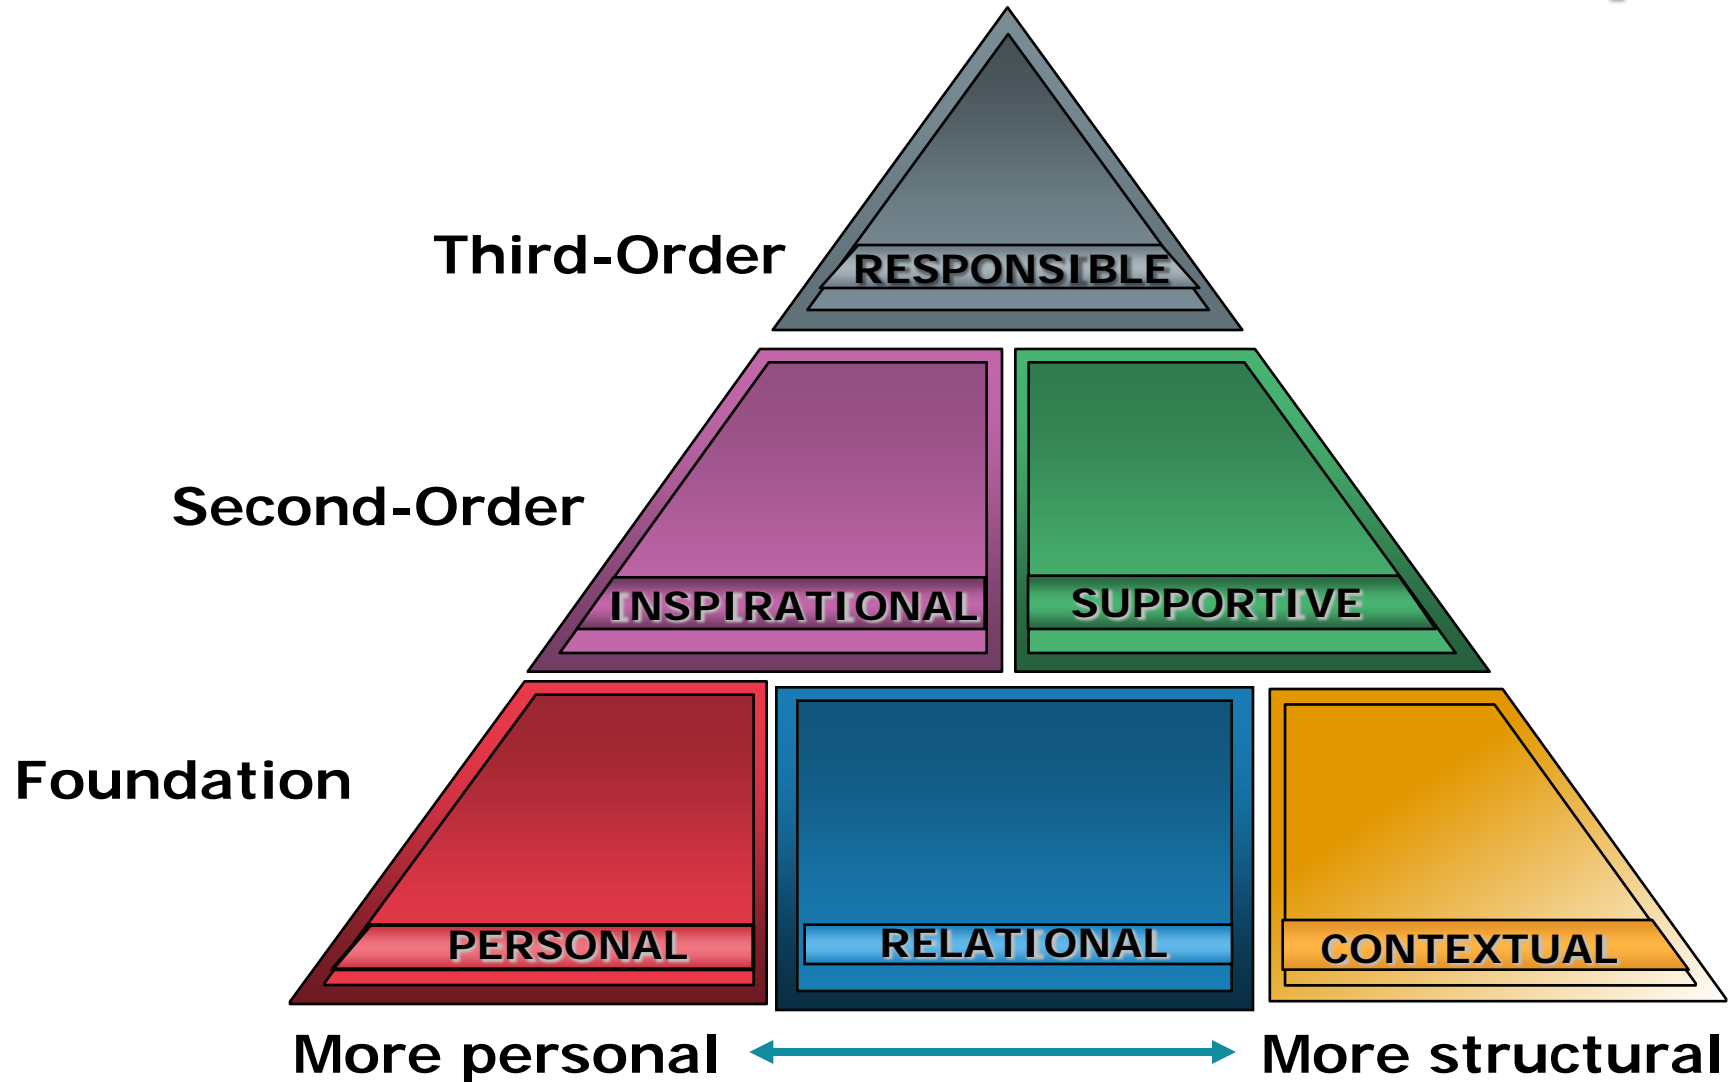 Third-Order
RESPONSIBLE
Second-Order
INSPIRATIONAL
SUPPORTIVE
Foundation
PERSONAL
RELATIONAL
CONTEXTUAL
More personal
More structural